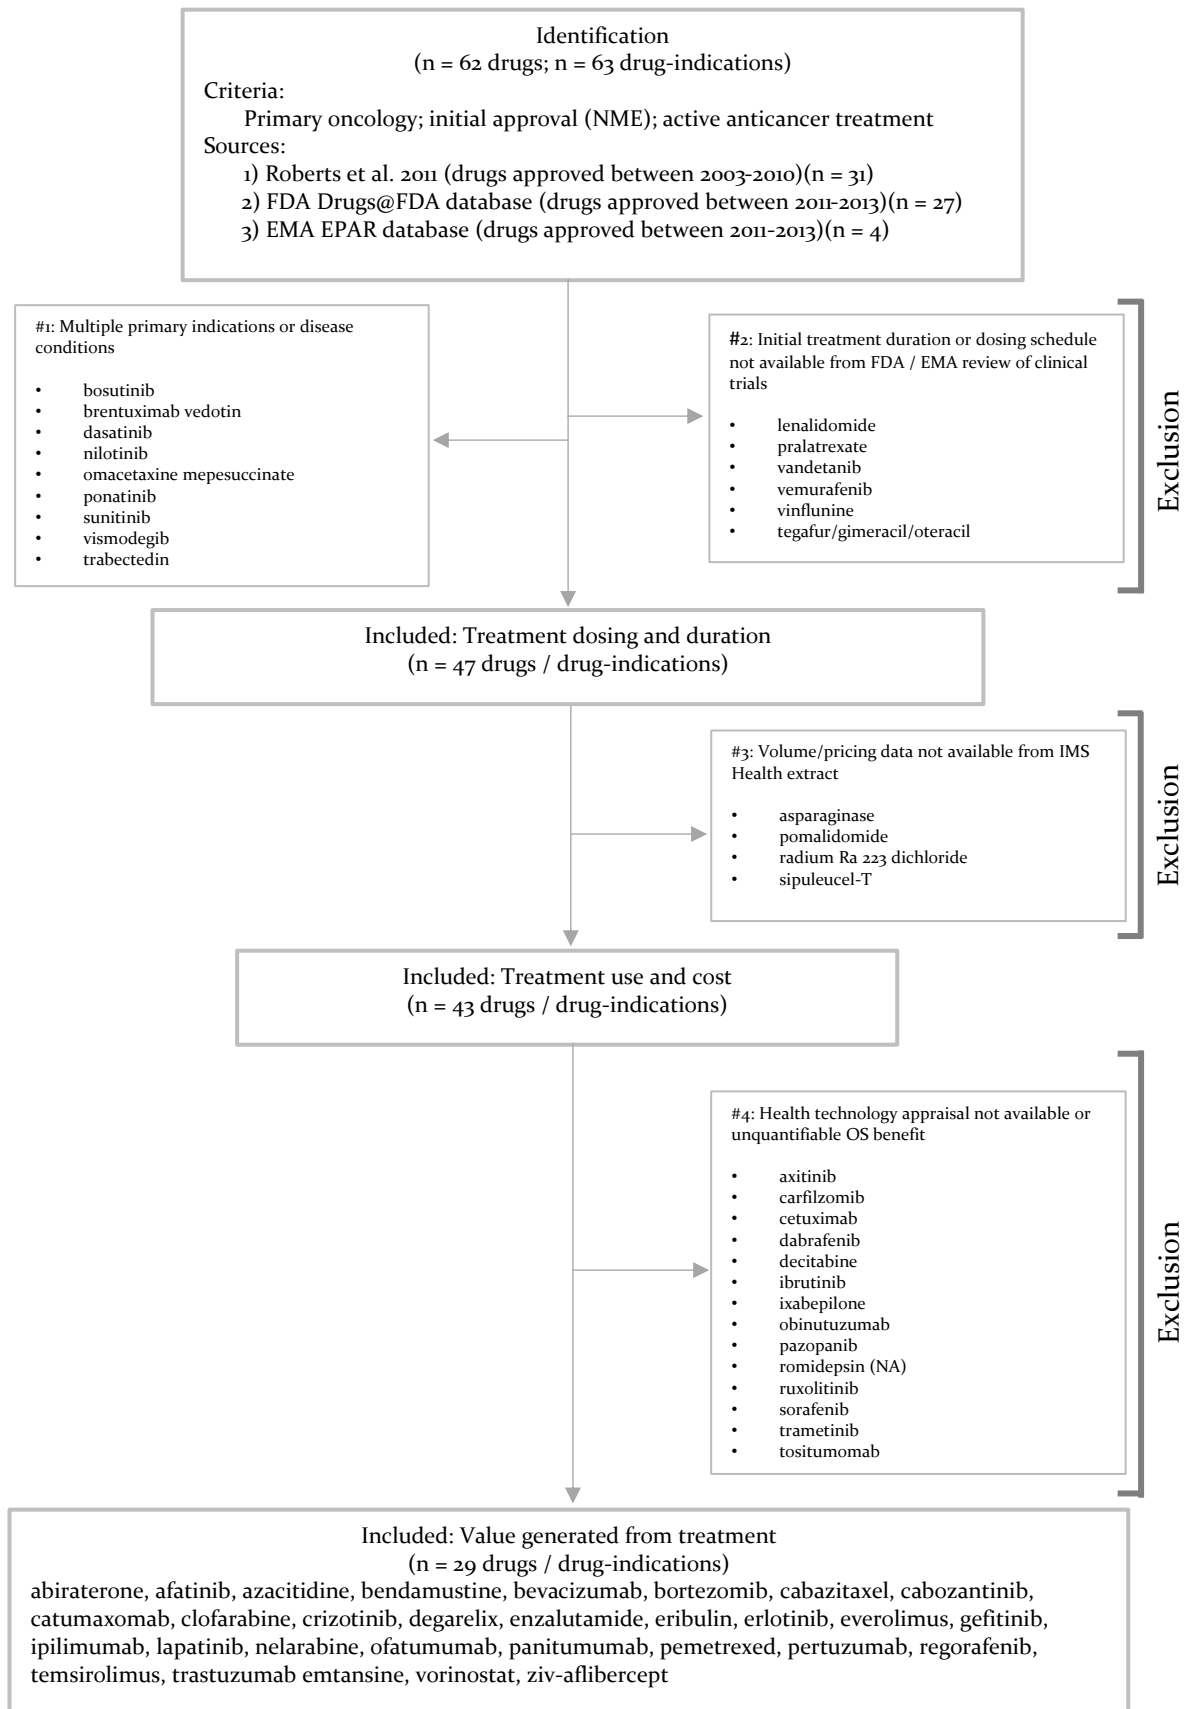 Identification
(n = 62 drugs; n = 63 drug-indications)
Criteria:
Primary oncology; initial approval (NME); active anticancer treatment
Sources:
1) Roberts et al. 2011 (drugs approved between 2003-2010)(n = 31)
2) FDA Drugs@FDA database (drugs approved between 2011-2013)(n = 27)
3) EMA EPAR database (drugs approved between 2011-2013)(n = 4)
#1: Multiple primary indications or disease
conditions
• bosutinib
• brentuximab vedotin
• dasatinib
• nilotinib
• omacetaxine mepesuccinate
• ponatinib
• sunitinib
• vismodegib
• trabectedin
#2: Initial treatment duration or dosing schedule
not available from FDA / EMA review of clinical
trials
• lenalidomide
• pralatrexate
• vandetanib
• vemurafenib
• vinflunine
• tegafur/gimeracil/oteracil
Exclusion
Included: Treatment dosing and duration
(n = 47 drugs / drug-indications)
#3: Volume/pricing data not available from IMS
Health extract
• asparaginase
• pomalidomide
• radium Ra 223 dichloride
• sipuleucel-T
Exclusion
Included: Treatment use and cost
(n = 43 drugs / drug-indications)
#4: Health technology appraisal not available or
unquantifiable OS benefit
• axitinib
• carfilzomib
• cetuximab
• dabrafenib
• decitabine
• ibrutinib
• ixabepilone
• obinutuzumab
• pazopanib
• romidepsin (NA)
• ruxolitinib
• sorafenib
• trametinib
• tositumomab
Exclusion
Included: Value generated from treatment
(n = 29 drugs / drug-indications)
abiraterone, afatinib, azacitidine, bendamustine, bevacizumab, bortezomib, cabazitaxel, cabozantinib,
catumaxomab, clofarabine, crizotinib, degarelix, enzalutamide, eribulin, erlotinib, everolimus, gefitinib,
ipilimumab, lapatinib, nelarabine, ofatumumab, panitumumab, pemetrexed, pertuzumab, regorafenib,
temsirolimus, trastuzumab emtansine, vorinostat, ziv-aflibercept